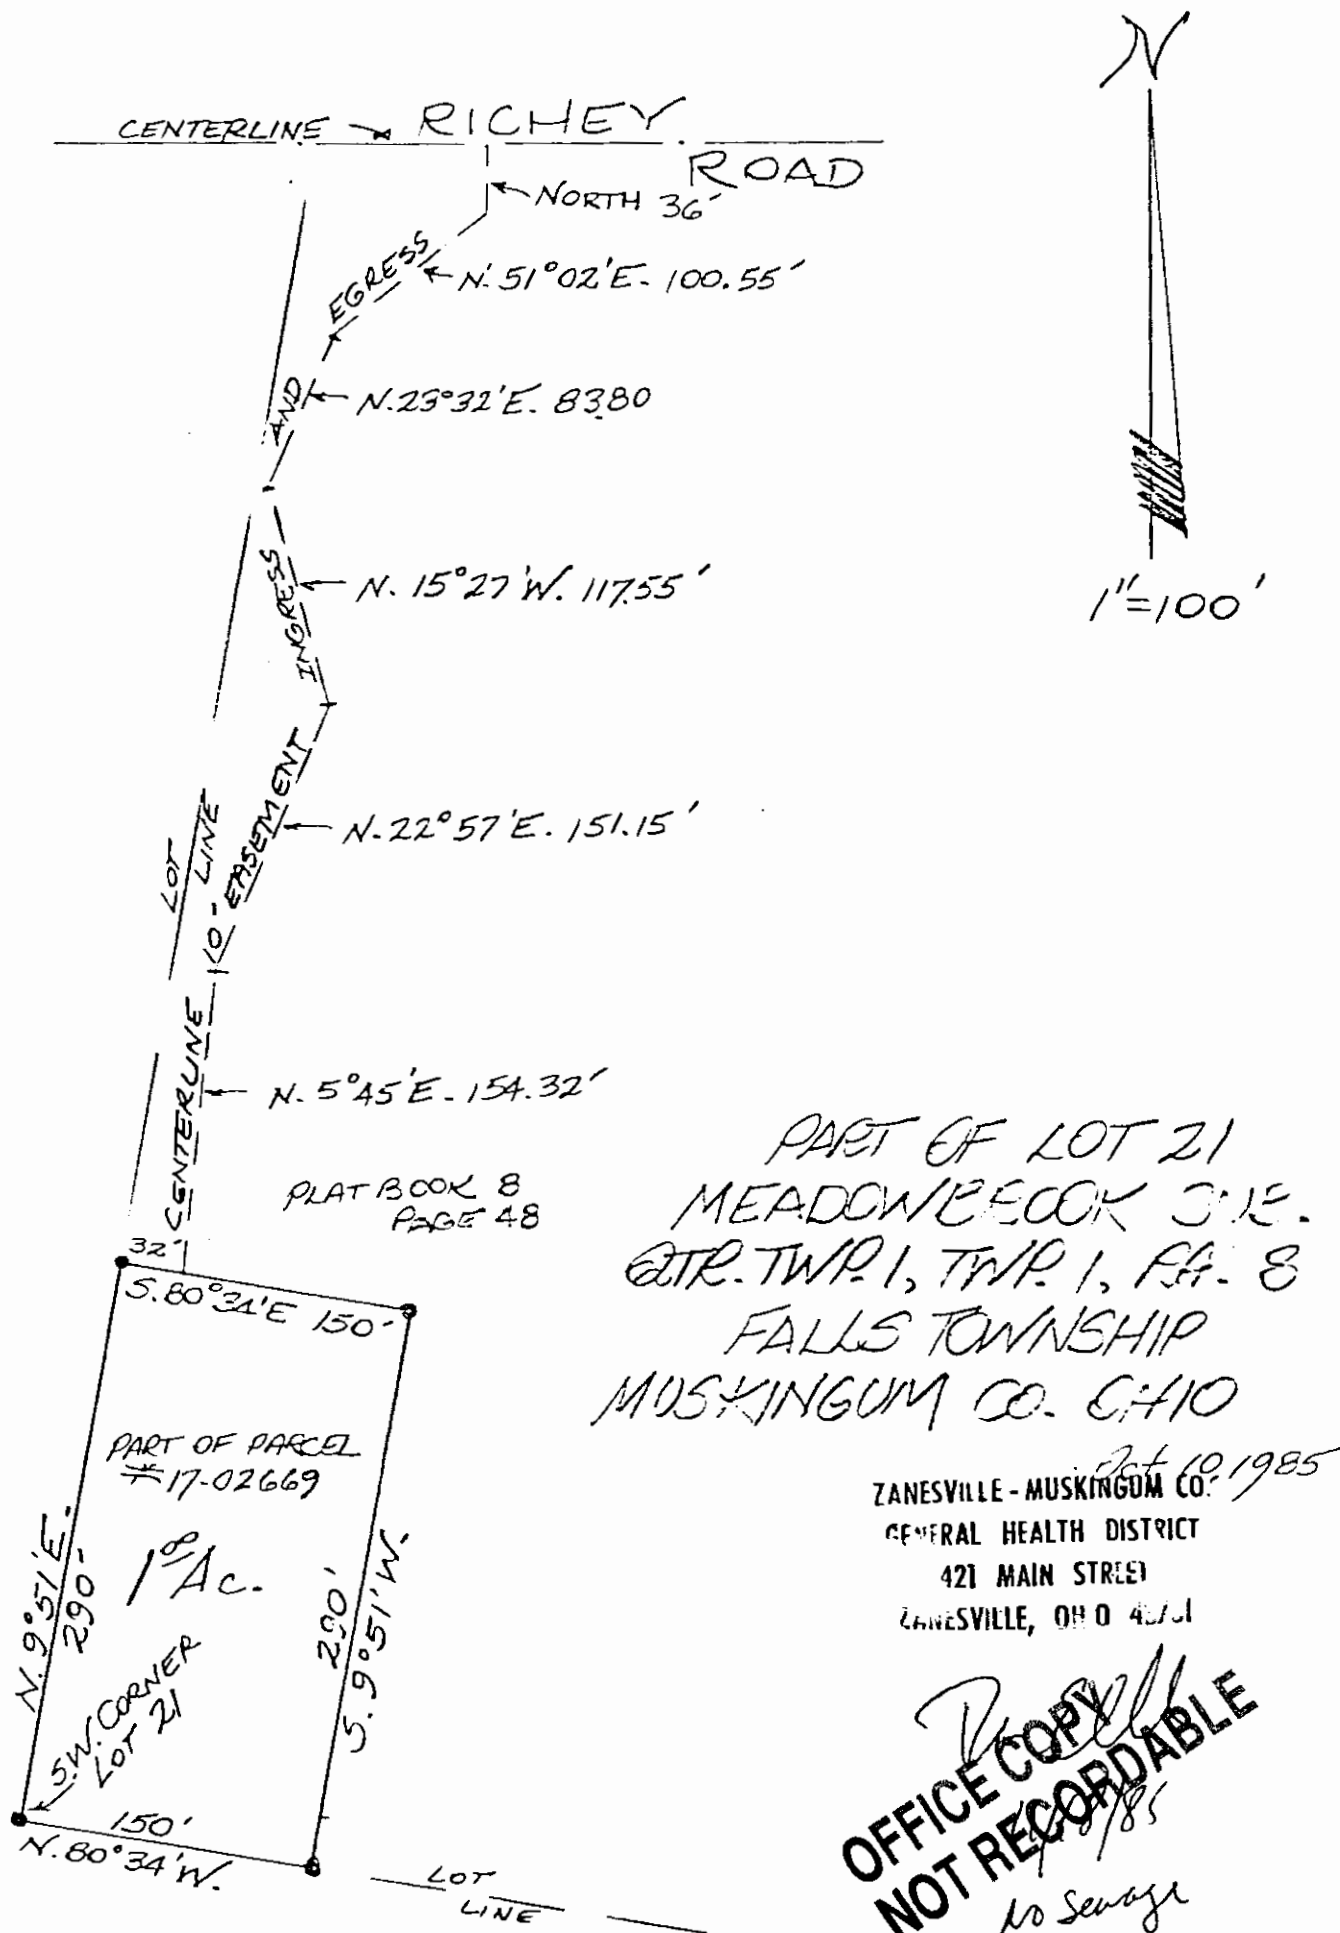 N
CENTERLINE RICHEY
ROAD
NORTH 36'
EGRESS
N. 51°02'E. 100.55'
AND
N. 23°32'E. 83.80
INGRESS
N. 15°27'W. 117.55'
1"=100'
EASEMENT
N. 22°57'E. 151.15'
LOT
LINE
10'
CENTERLINE
N. 5°45'E. 154.32'
PLAT BOOK 8
PAGE 48
PART OF LOT 21
MEADOWBROOK
QTR. TWP. 1, TWP. 1, RG. 8
FALLS TOWNSHIP
MUSKINGUM CO. OHIO
Oct 10 1985
32'
S. 80°34'E 150'
PART OF PARCEL
#17-02669
1.00 Ac.
N. 9°51'E.
290'
290'
S. 9°51'W.
S.W. CORNER
LOT 21
150'
N. 80°34'W.
LOT
LINE
ZANESVILLE - MUSKINGUM CO.
GENERAL HEALTH DISTRICT
421 MAIN STREET
ZANESVILLE, OHIO
OFFICE COPY
NOT RECORDABLE
No Sewage